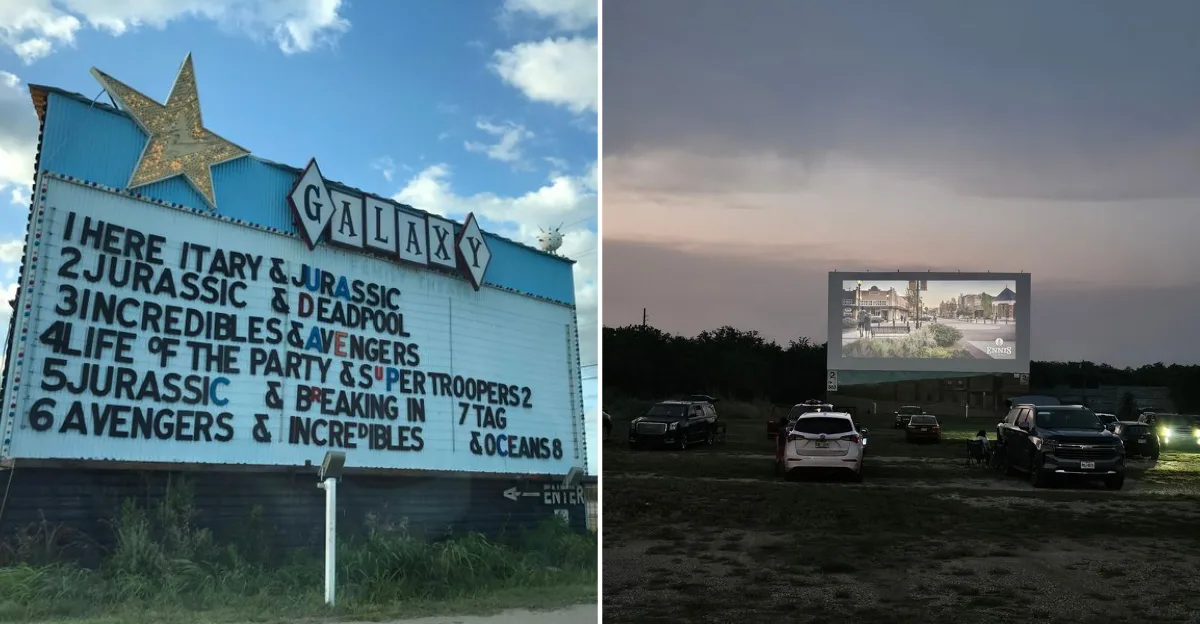 GALAXY
1 HERE ITARY & JURASSIC
2 JURASSIC & DEADPOOL
3 INCREDIBLES & AVENGERS
4 LIFE OF THE PARTY & SUPER TROOPERS 2
5 JURASSIC & BREAKING IN 7 TAG
6 AVENGERS & INCREDIBLES & OCEANS 8
ENTER
ENNIS
2